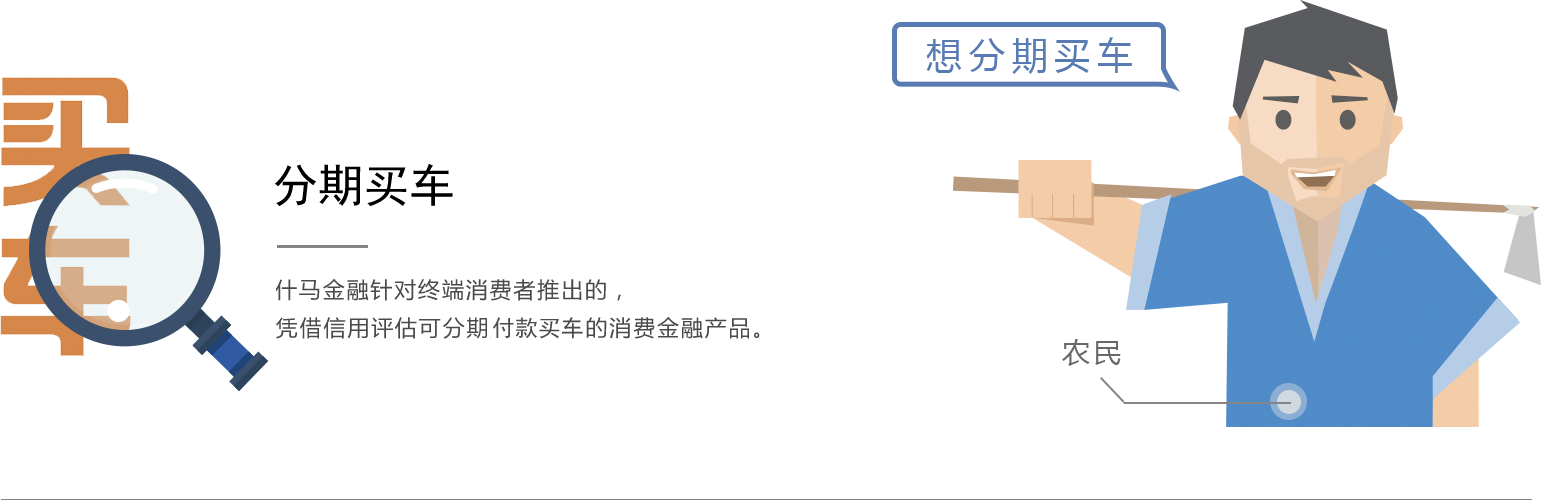 买车
分期买车
什马金融针对终端消费者推出的，
凭借信用评估可分期付款买车的消费金融产品。
想分期买车
农民